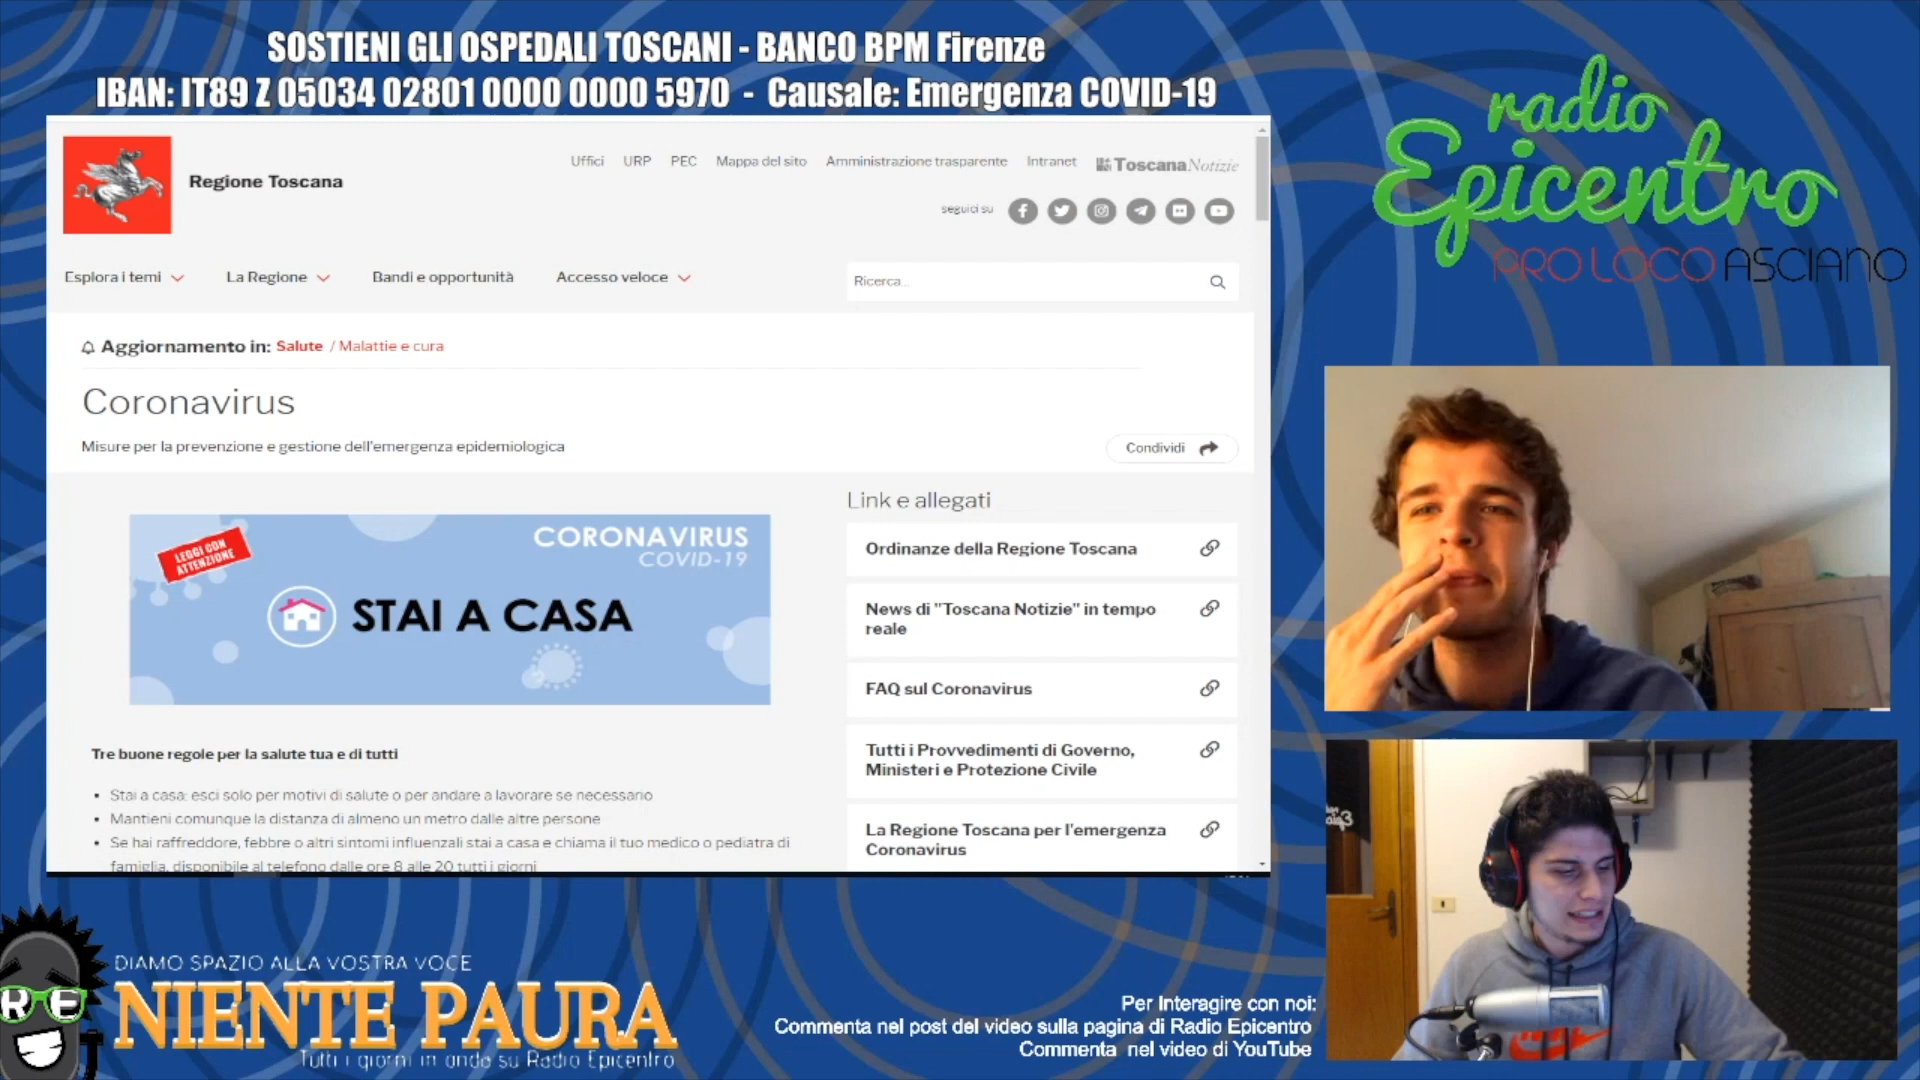 SOSTIENI GLI OSPEDALI TOSCANI - BANCO BPM Firenze
IBAN: IT89 Z 05034 02801 0000 0000 5970 - Causale: Emergenza COVID-19
radio
Epicentro
PRO LOCO ASCIANO
Regione Toscana
Uffici URP PEC Mappa del sito Amministrazione trasparente Intranet Toscana Notizie
seguici su
Esplora i temi La Regione Bandi e opportunità Accesso veloce
Ricerca...
Aggiornamento in: Salute / Malattie e cura
Coronavirus
Misure per la prevenzione e gestione dell'emergenza epidemiologica
Condividi
LEGGI CON
ATTENZIONE
CORONAVIRUS
COVID-19
STAI A CASA
Tre buone regole per la salute tua e di tutti
• Stai a casa: esci solo per motivi di salute o per andare a lavorare se necessario
• Mantieni comunque la distanza di almeno un metro dalle altre persone
• Se hai raffreddore, febbre o altri sintomi influenzali stai a casa e chiama il tuo medico o pediatra di
famiglia, disponibile al telefono dalle ore 8 alle 20 tutti i giorni
Link e allegati
Ordinanze della Regione Toscana
News di "Toscana Notizie" in tempo
reale
FAQ sul Coronavirus
Tutti i Provvedimenti di Governo,
Ministeri e Protezione Civile
La Regione Toscana per l'emergenza
Coronavirus
RE
DIAMO SPAZIO ALLA VOSTRA VOCE
NIENTE PAURA
Tutti i giorni in onda su Radio Epicentro
Per Interagire con noi:
Commenta nel post del video sulla pagina di Radio Epicentro
Commenta nel video di YouTube